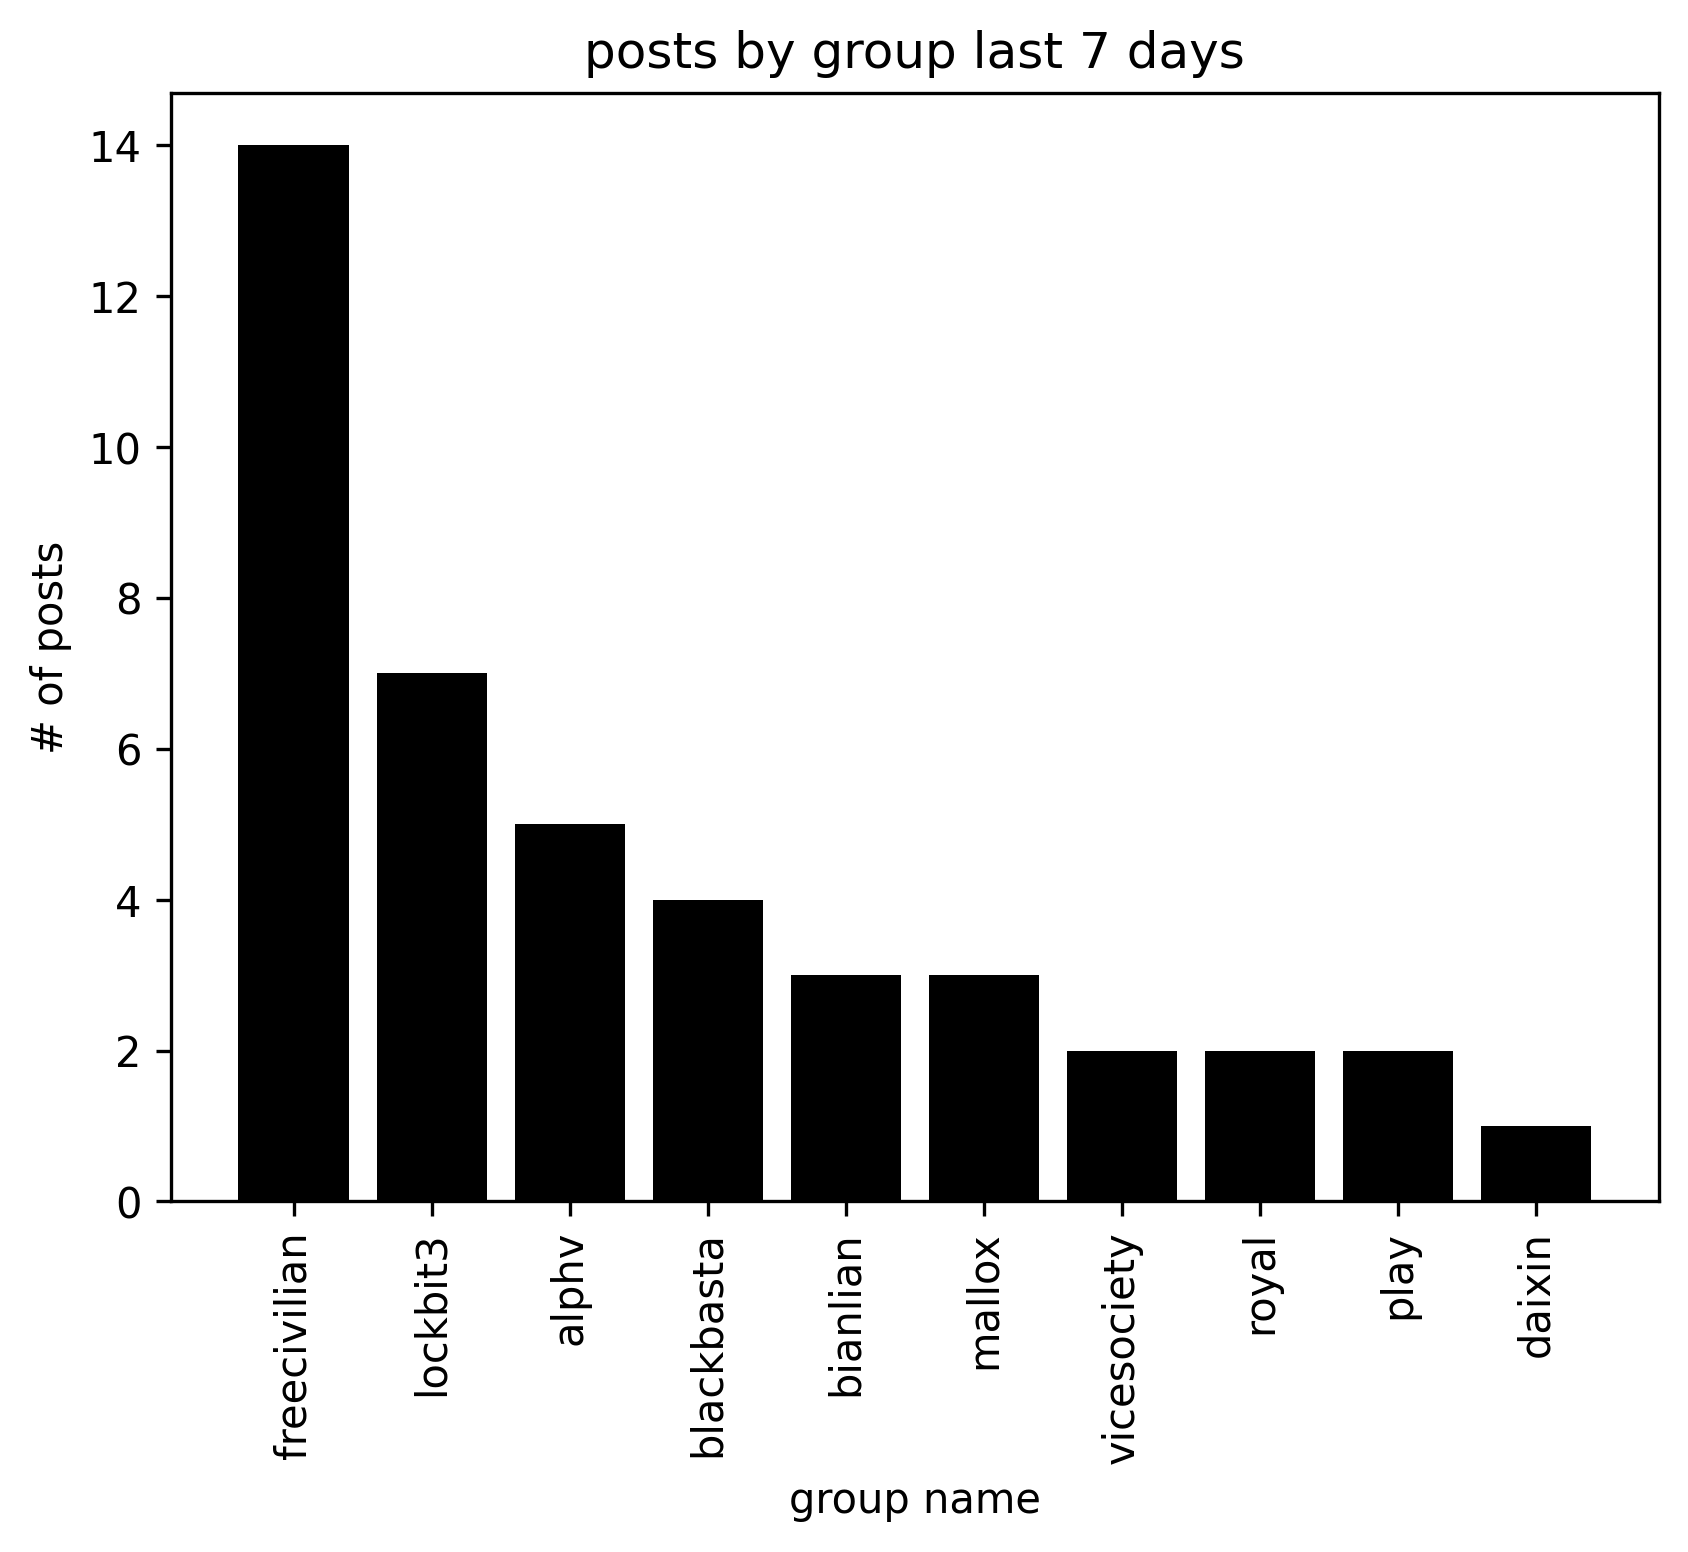 posts by group last 7 days
14
12
10
8
6
4
2
0
# of posts
freecivilian
lockbit3
alphv
blackbasta
bianlian
mallox
vicesociety
royal
play
daixin
group name